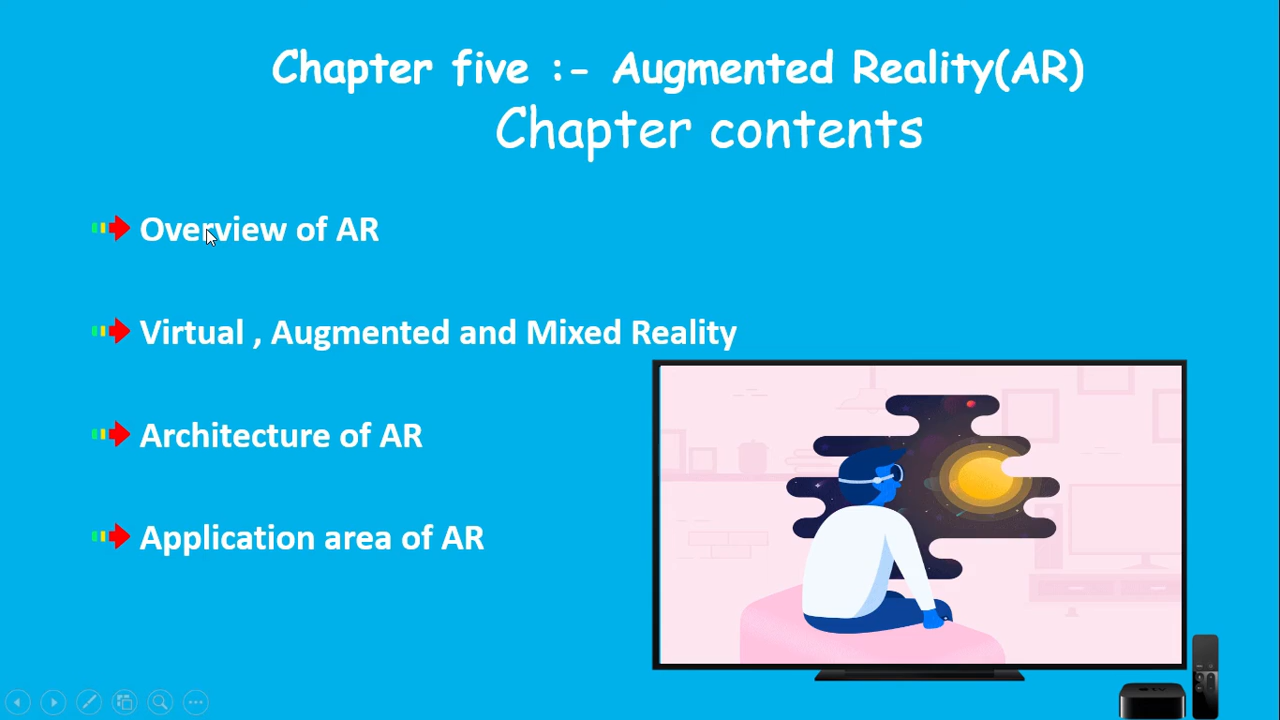 Chapter five :- Augmented Reality(AR)
Chapter contents
Overview of AR
Virtual , Augmented and Mixed Reality
Architecture of AR
Application area of AR